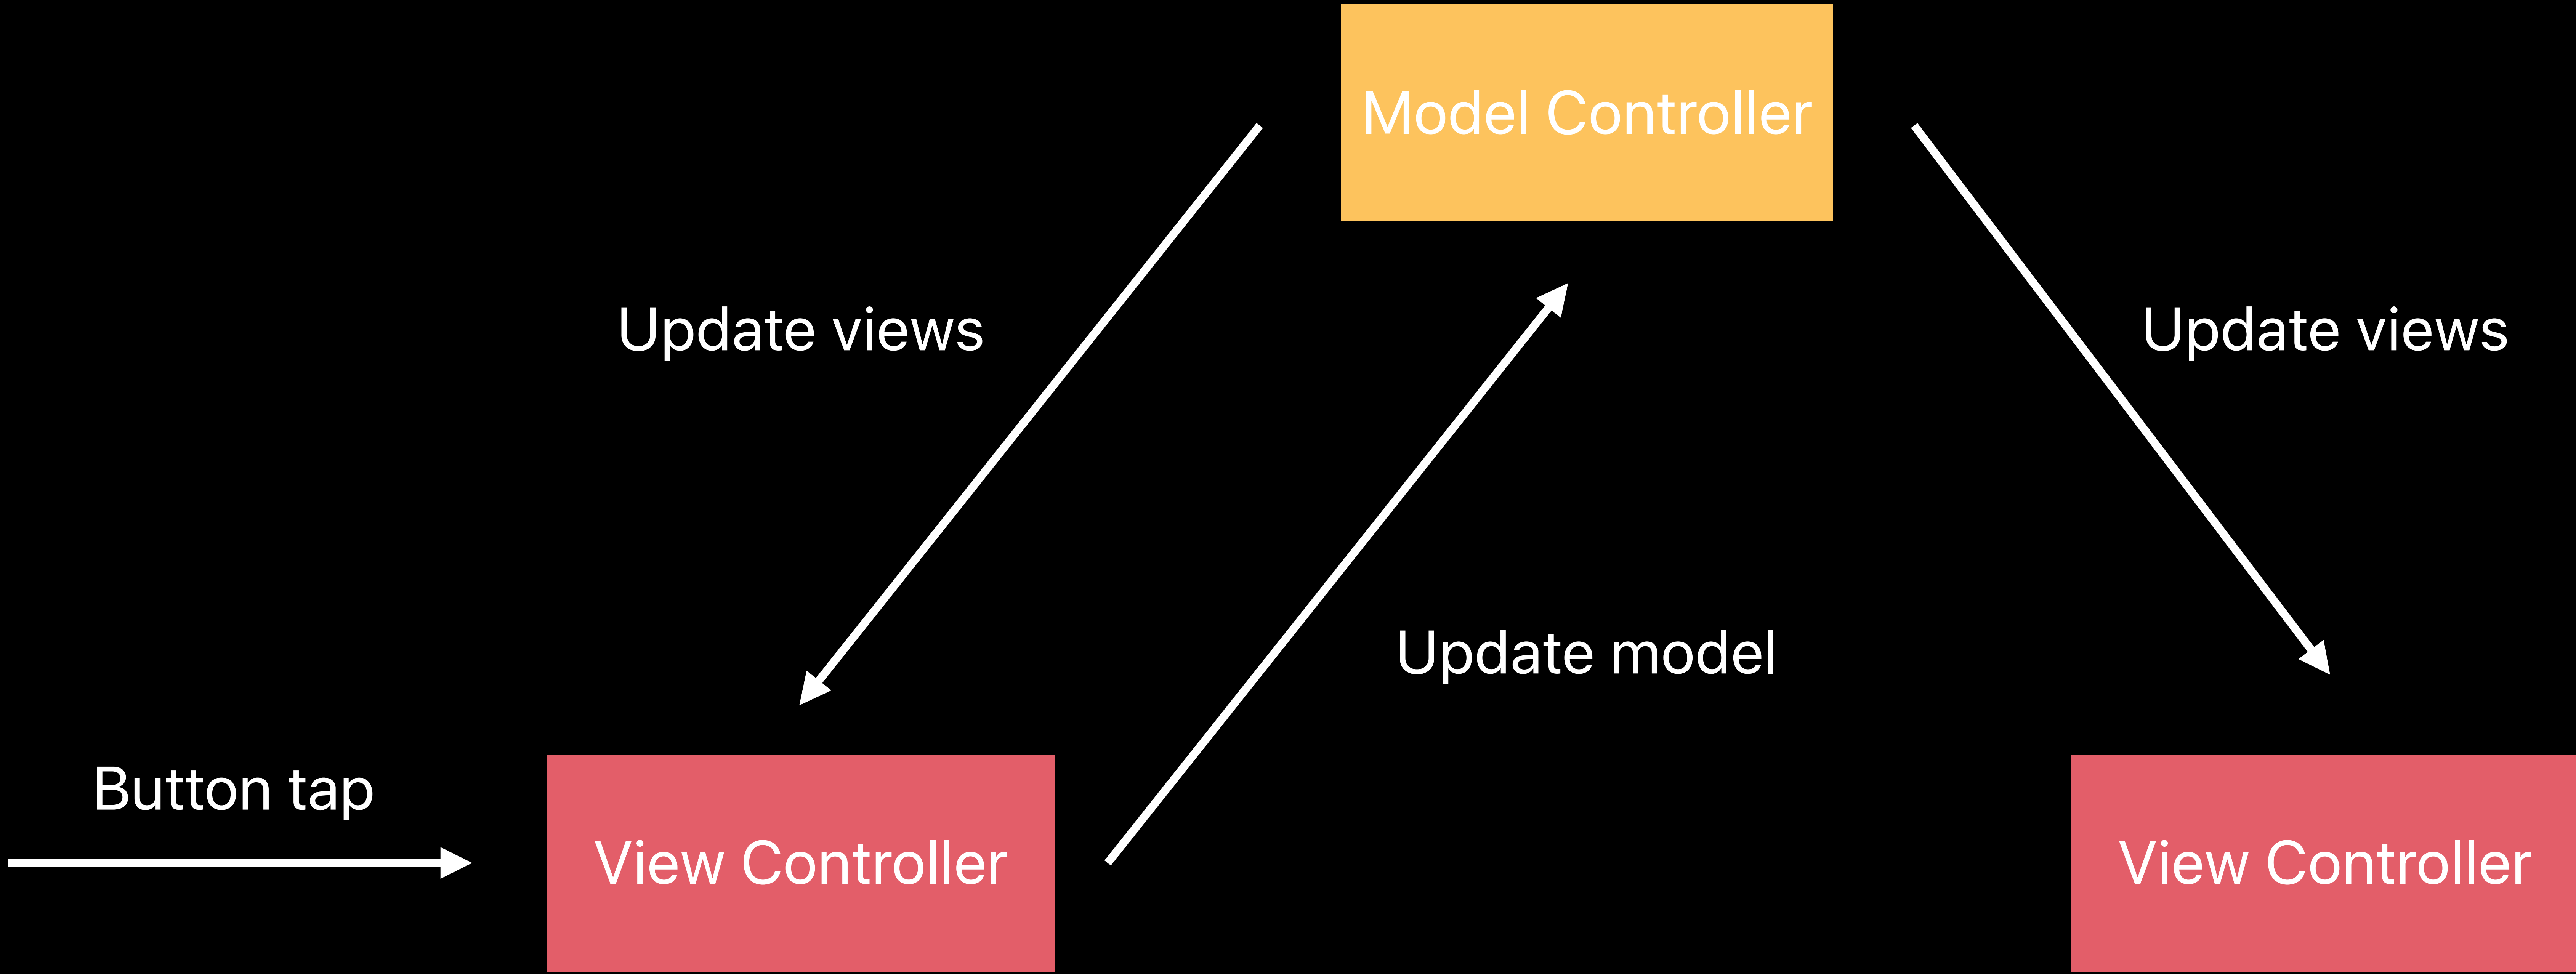 Model Controller
Update views
Update views
Update model
Button tap
View Controller
View Controller